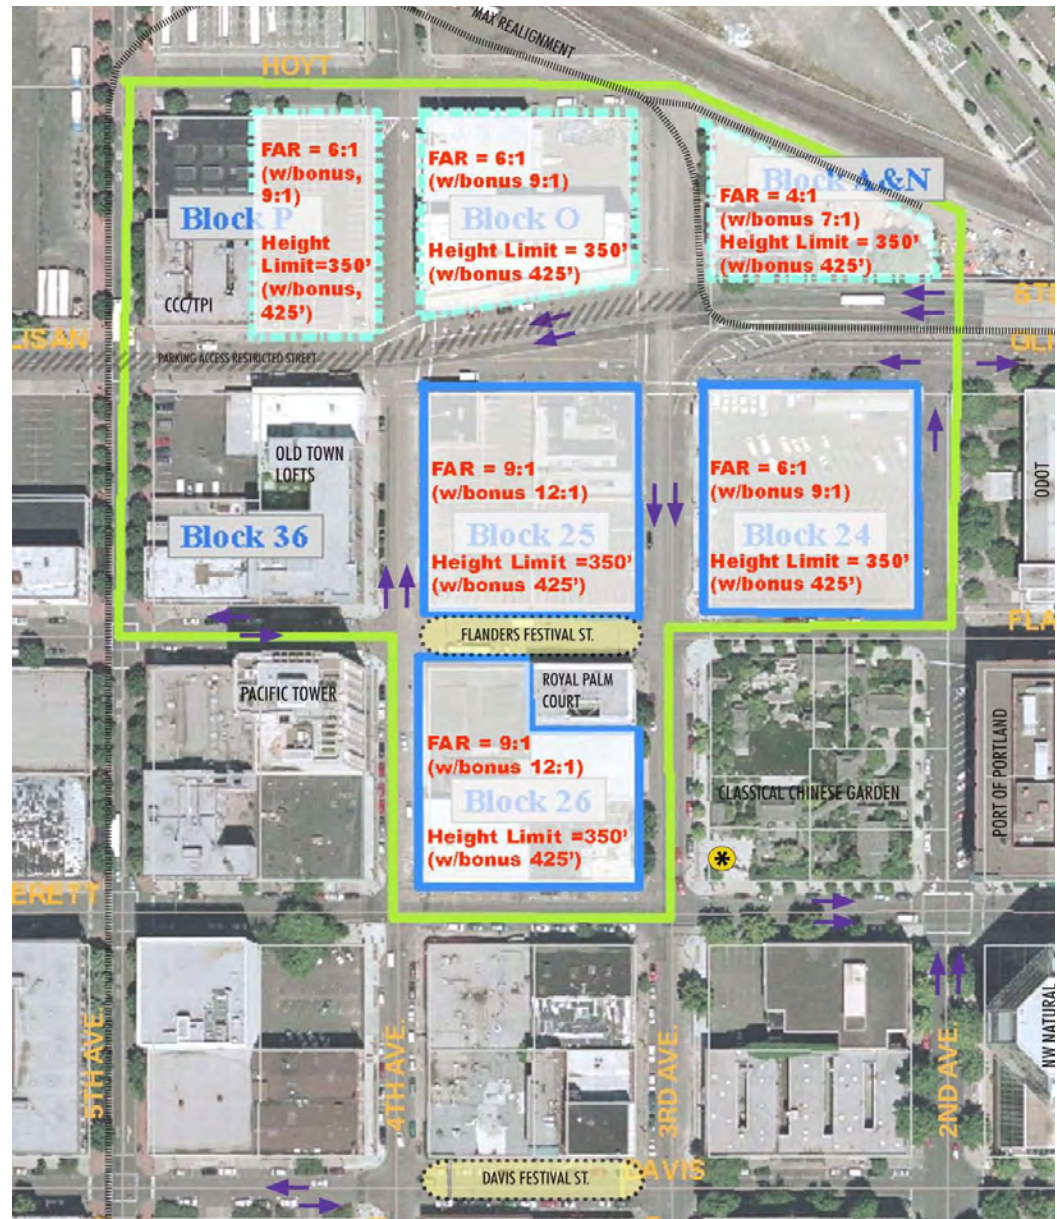 MAX REALIGNMENT
HOYT
FAR = 6:1
(w/bonus,
9:1)
Block P
Height
Limit=350'
(w/bonus,
425')
CCC/TPI
FAR = 6:1
(w/bonus 9:1)
Block O
Height Limit = 350'
(w/bonus 425')
Block A&N
FAR = 4:1
(w/bonus 7:1)
Height Limit = 350'
(w/bonus 425')
LISAN
PARKING ACCESS RESTRICTED STREET
OLD TOWN
LOFTS
Block 36
FAR = 9:1
(w/bonus 12:1)
Block 25
Height Limit =350'
(w/bonus 425')
FAR = 6:1
(w/bonus 9:1)
Block 24
Height Limit = 350'
(w/bonus 425')
ODOT
FLANDERS FESTIVAL ST.
FLA
PACIFIC TOWER
ROYAL PALM
COURT
FAR = 9:1
(w/bonus 12:1)
Block 26
Height Limit =350'
(w/bonus 425')
CLASSICAL CHINESE GARDEN
*
PORT OF PORTLAND
ERETT
5TH AVE.
4TH AVE.
3RD AVE.
2ND AVE.
NW NATURAL
DAVIS FESTIVAL ST.
DAVIS